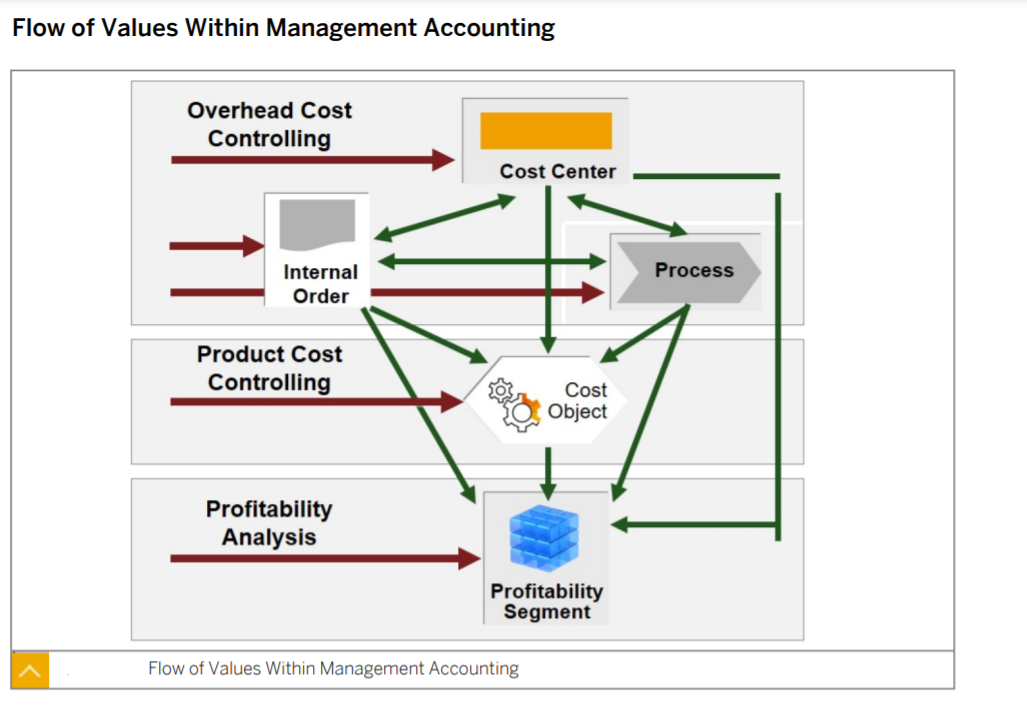 Flow of Values Within Management Accounting
Overhead Cost
Controlling
Cost Center
Internal
Order
Process
Product Cost
Controlling
Cost
Object
Profitability
Analysis
Profitability
Segment
Flow of Values Within Management Accounting